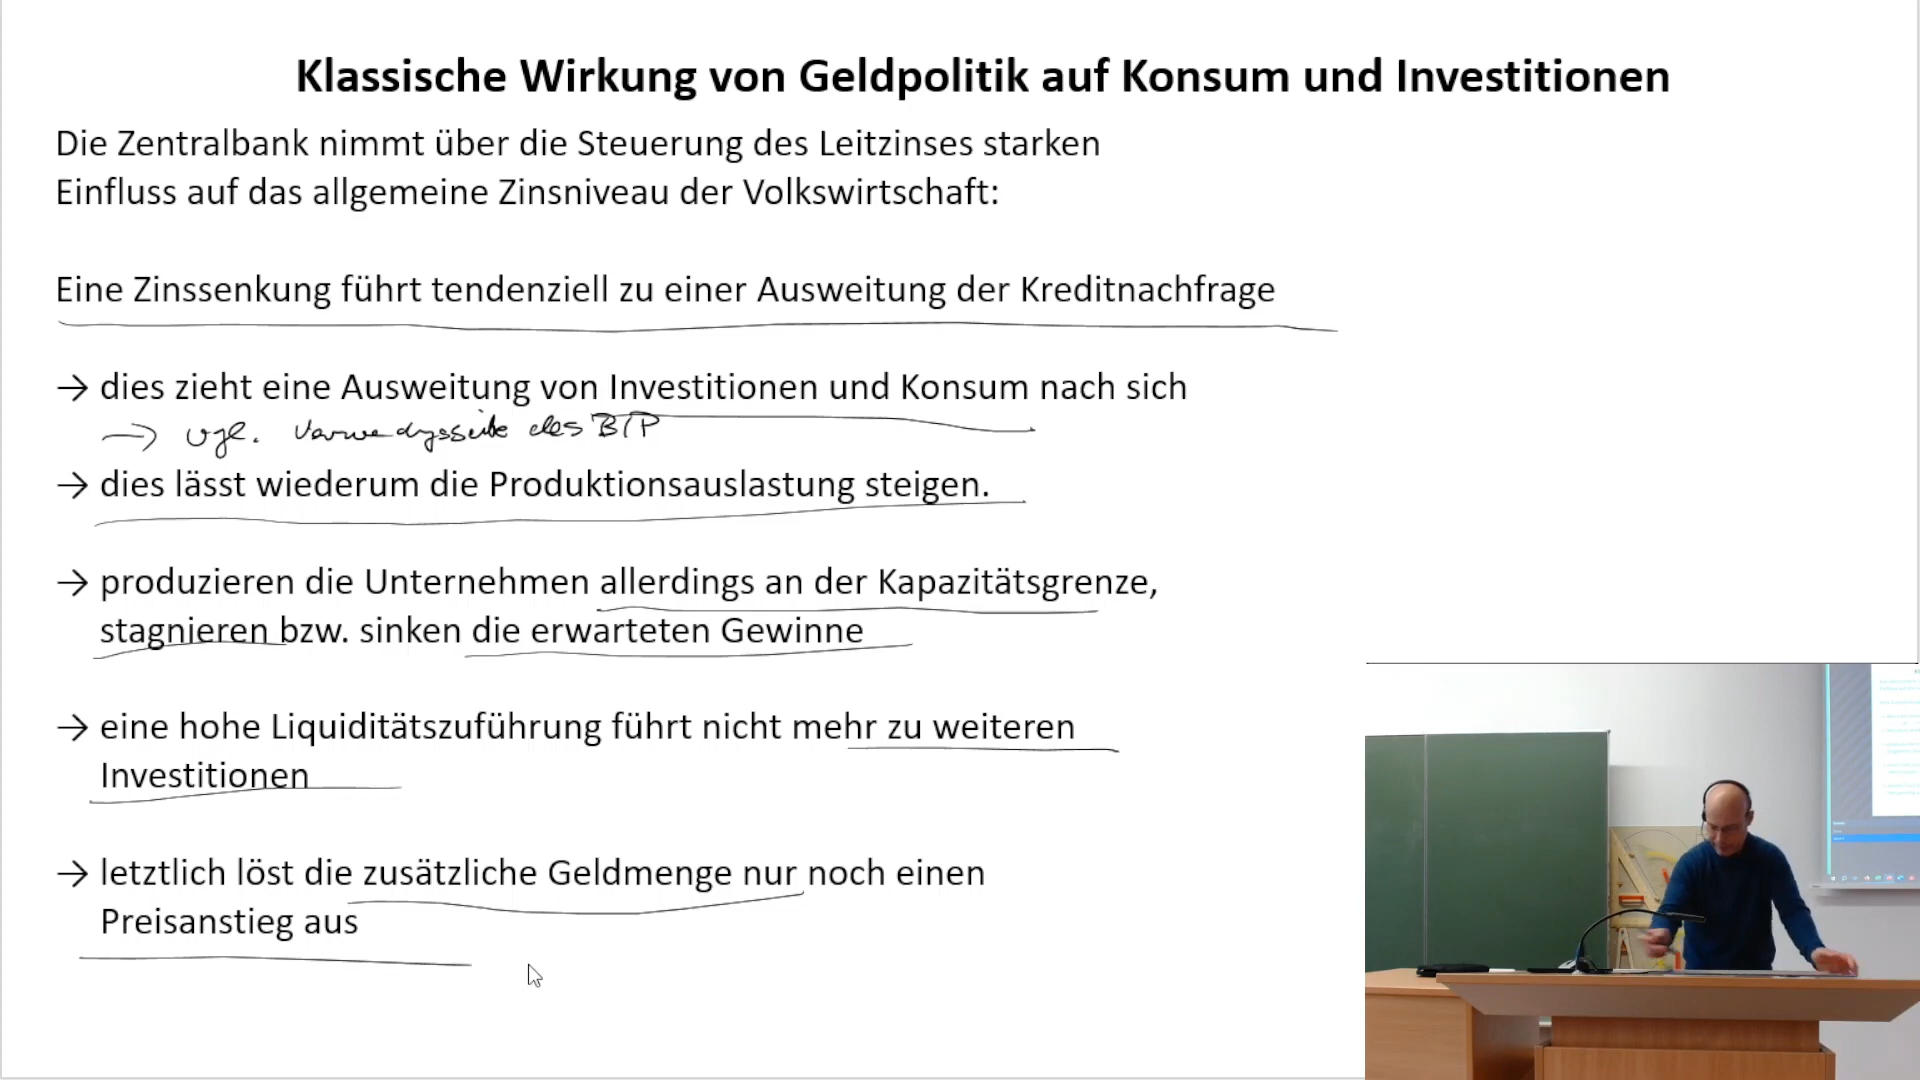 Klassische Wirkung von Geldpolitik auf Konsum und Investitionen
Die Zentralbank nimmt über die Steuerung des Leitzinses starken
Einfluss auf das allgemeine Zinsniveau der Volkswirtschaft:
Eine Zinssenkung führt tendenziell zu einer Ausweitung der Kreditnachfrage
→ dies zieht eine Ausweitung von Investitionen und Konsum nach sich
→ vgl. Verwendungsseite des BIP
→ dies lässt wiederum die Produktionsauslastung steigen.
→ produzieren die Unternehmen allerdings an der Kapazitätsgrenze,
stagnieren bzw. sinken die erwarteten Gewinne
→ eine hohe Liquiditätszuführung führt nicht mehr zu weiteren
Investitionen
→ letztlich löst die zusätzliche Geldmenge nur noch einen
Preisanstieg aus